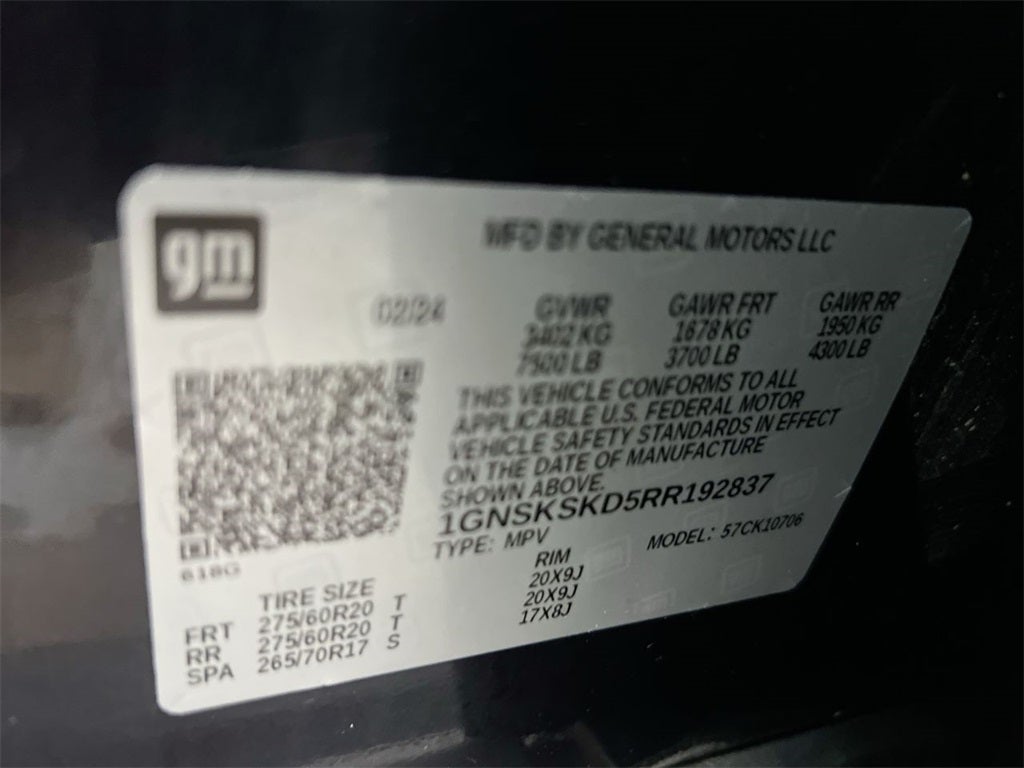 gm
MFD BY GENERAL MOTORS LLC
02/24
GVWR GAWR FRT GAWR RR
3402 KG 1678 KG 1950 KG
7500 LB 3700 LB 4300 LB
THIS VEHICLE CONFORMS TO ALL
APPLICABLE U.S. FEDERAL MOTOR
VEHICLE SAFETY STANDARDS IN EFFECT
ON THE DATE OF MANUFACTURE
SHOWN ABOVE.
1GNSKSKD5RR192837
TYPE: MPV MODEL: 57CK10706
618G
TIRE SIZE RIM
FRT 275/60R20 T 20X9J
RR 275/60R20 T 20X9J
SPA 265/70R17 S 17X8J